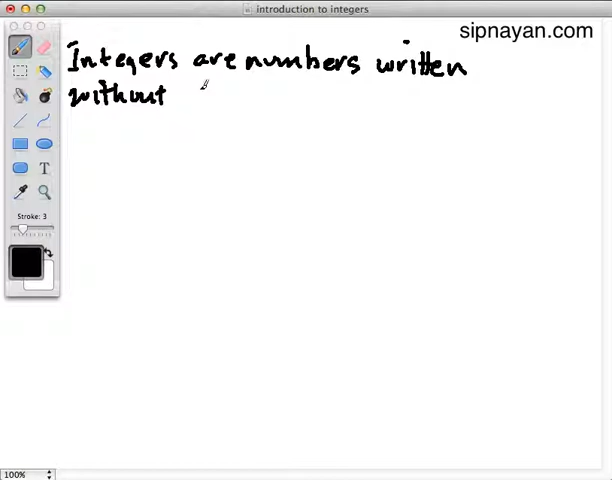 introduction to integers
sipnayan.com
Integers are numbers written
without
T
Stroke: 3
100%